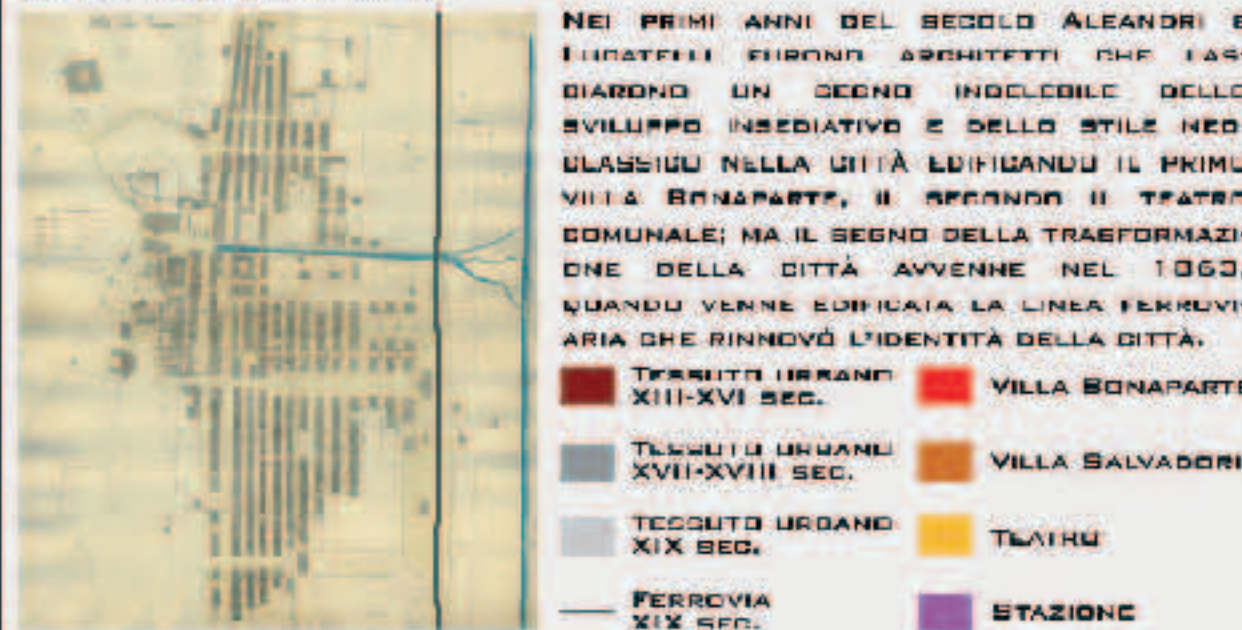 NEI PRIMI ANNI DEL SECOLO ALEANDRI E
LUCATELLI FURONO ARCHITETTI CHE LAS-
CIARONO UN SEGNO INDELEBILE DELLO
SVILUPPO INSEDIATIVO E DELLO STILE NEO-
CLASSICO NELLA CITTÀ EDIFICANDO IL PRIMO
VILLA BONAPARTE, IL SECONDO IL TEATRO
COMUNALE; MA IL SEGNO DELLA TRASFORMAZI-
ONE DELLA CITTÀ AVVENNE NEL 1863,
QUANDO VENNE EDIFICATA LA LINEA FERROVI-
ARIA CHE RINNOVÒ L'IDENTITÀ DELLA CITTÀ.
TESSUTO URBANO
XIII-XVI SEC.
VILLA BONAPARTE
TESSUTO URBANO
XVII-XVIII SEC.
VILLA SALVADORI
TESSUTO URBANO
XIX SEC.
TEATRO
FERROVIA
XIX SEC.
STAZIONE